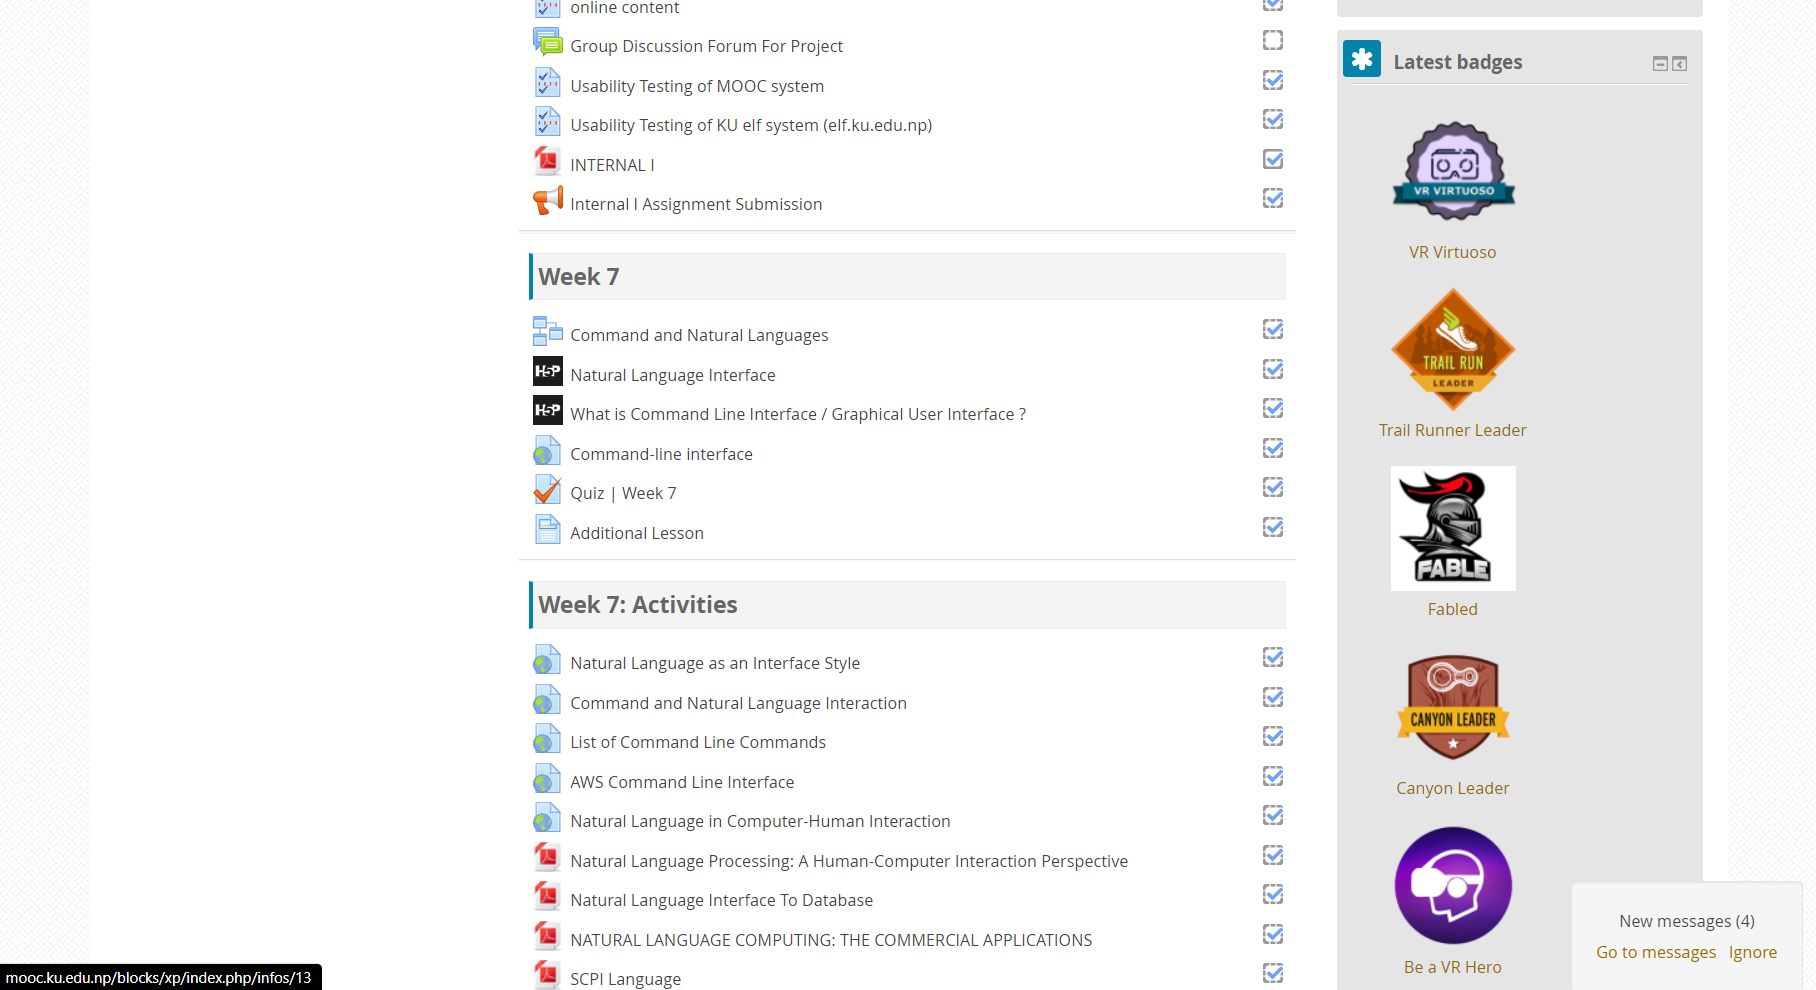 online content
Group Discussion Forum For Project
Usability Testing of MOOC system
Usability Testing of KU elf system (elf.ku.edu.np)
INTERNAL I
Internal I Assignment Submission
Week 7
Command and Natural Languages
H5P
Natural Language Interface
H5P
What is Command Line Interface / Graphical User Interface ?
Command-line interface
Quiz | Week 7
Additional Lesson
Week 7: Activities
Natural Language as an Interface Style
Command and Natural Language Interaction
List of Command Line Commands
AWS Command Line Interface
Natural Language in Computer-Human Interaction
Natural Language Processing: A Human-Computer Interaction Perspective
Natural Language Interface To Database
NATURAL LANGUAGE COMPUTING: THE COMMERCIAL APPLICATIONS
SCPI Language
Latest badges
VR VIRTUOSO
VR Virtuoso
TRAIL RUN
LEADER
Trail Runner Leader
FABLE
Fabled
CANYON LEADER
Canyon Leader
Be a VR Hero
New messages (4)
Go to messages Ignore
mooc.ku.edu.np/blocks/xp/index.php/infos/13